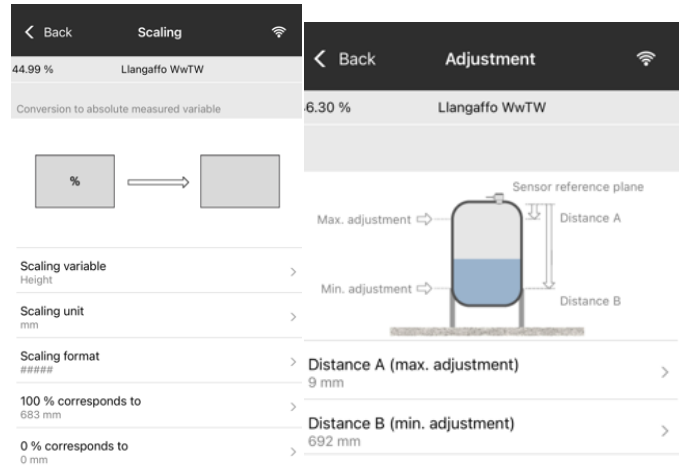 Back
Scaling
44.99 %
Llangaffo WwTW
Conversion to absolute measured variable
%
Scaling variable
Height
Scaling unit
mm
Scaling format
#####
100 % corresponds to
683 mm
0 % corresponds to
0 mm
Back
Adjustment
6.30 %
Llangaffo WwTW
Sensor reference plane
Max. adjustment
Distance A
Min. adjustment
Distance B
Distance A (max. adjustment)
9 mm
Distance B (min. adjustment)
692 mm